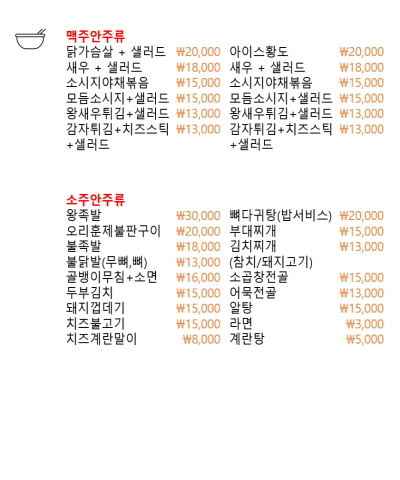 맥주안주류
닭가슴살 + 샐러드 ₩20,000 아이스황도 ₩20,000
새우 + 샐러드 ₩18,000 새우 + 샐러드 ₩18,000
소시지야채볶음 ₩15,000 소시지야채볶음 ₩15,000
모듬소시지+샐러드 ₩15,000 모듬소시지+샐러드 ₩15,000
왕새우튀김+샐러드 ₩13,000 왕새우튀김+샐러드 ₩13,000
감자튀김+치즈스틱 ₩13,000 감자튀김+치즈스틱 ₩13,000
+샐러드 +샐러드
소주안주류
왕족발 ₩30,000 뼈다귀탕(밥서비스) ₩20,000
오리훈제불판구이 ₩20,000 부대찌개 ₩15,000
불족발 ₩18,000 김치찌개 ₩13,000
불닭발(무뼈,뼈) ₩13,000 (참치/돼지고기)
골뱅이무침+소면 ₩16,000 소곱창전골 ₩15,000
두부김치 ₩15,000 어묵전골 ₩13,000
돼지껍데기 ₩15,000 알탕 ₩15,000
치즈불고기 ₩15,000 라면 ₩3,000
치즈계란말이 ₩8,000 계란탕 ₩5,000